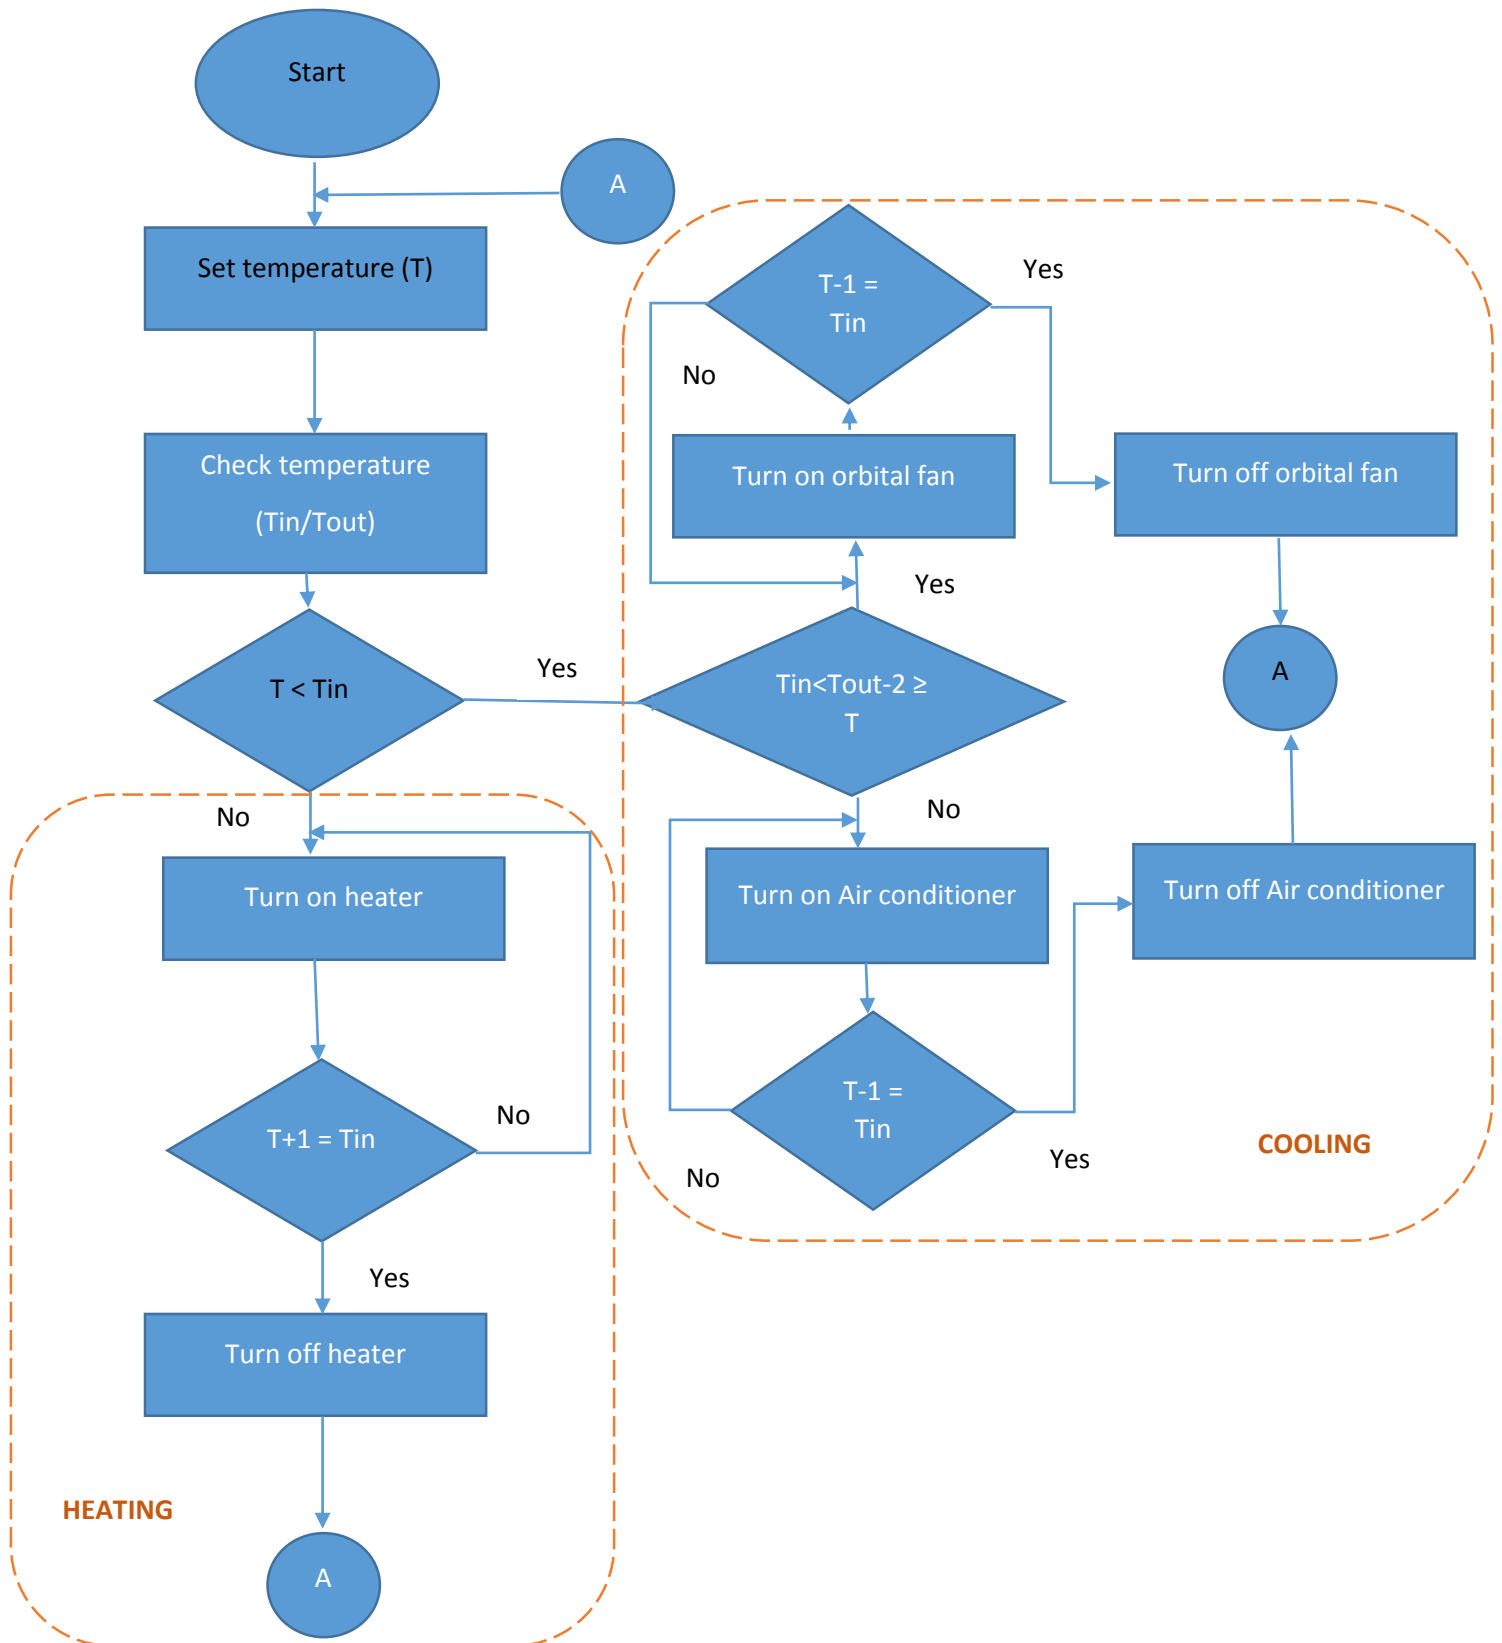 Start
A
Set temperature (T)
Check temperature
(Tin/Tout)
T < Tin
Yes
No
Turn on heater
T+1 = Tin
No
Yes
Turn off heater
A
HEATING
T-1 =
Tin
Yes
No
Turn on orbital fan
Turn off orbital fan
Yes
Tin<Tout-2 ≥
T
A
No
Turn on Air conditioner
Turn off Air conditioner
T-1 =
Tin
No
Yes
COOLING